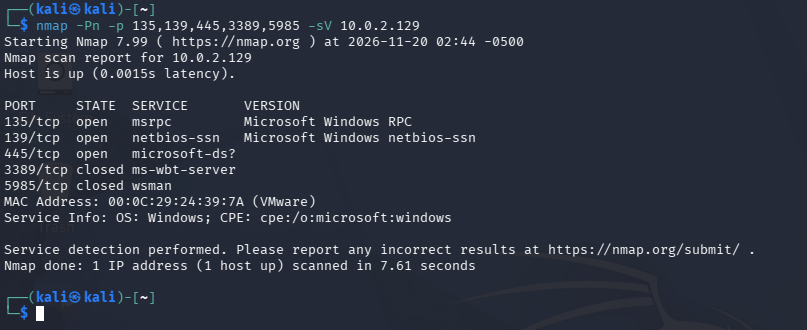 ┌──(kali㉿kali)-[~]
└─$ nmap -Pn -p 135,139,445,3389,5985 -sV 10.0.2.129
Starting Nmap 7.99 ( https://nmap.org ) at 2026-11-20 02:44 -0500
Nmap scan report for 10.0.2.129
Host is up (0.0015s latency).

PORT     STATE  SERVICE       VERSION
135/tcp  open   msrpc         Microsoft Windows RPC
139/tcp  open   netbios-ssn   Microsoft Windows netbios-ssn
445/tcp  open   microsoft-ds?
3389/tcp closed ms-wbt-server
5985/tcp closed wsman
MAC Address: 00:0C:29:24:39:7A (VMware)
Service Info: OS: Windows; CPE: cpe:/o:microsoft:windows
Trash

Service detection performed. Please report any incorrect results at https://nmap.org/submit/ .
Nmap done: 1 IP address (1 host up) scanned in 7.61 seconds

┌──(kali㉿kali)-[~]
└─$